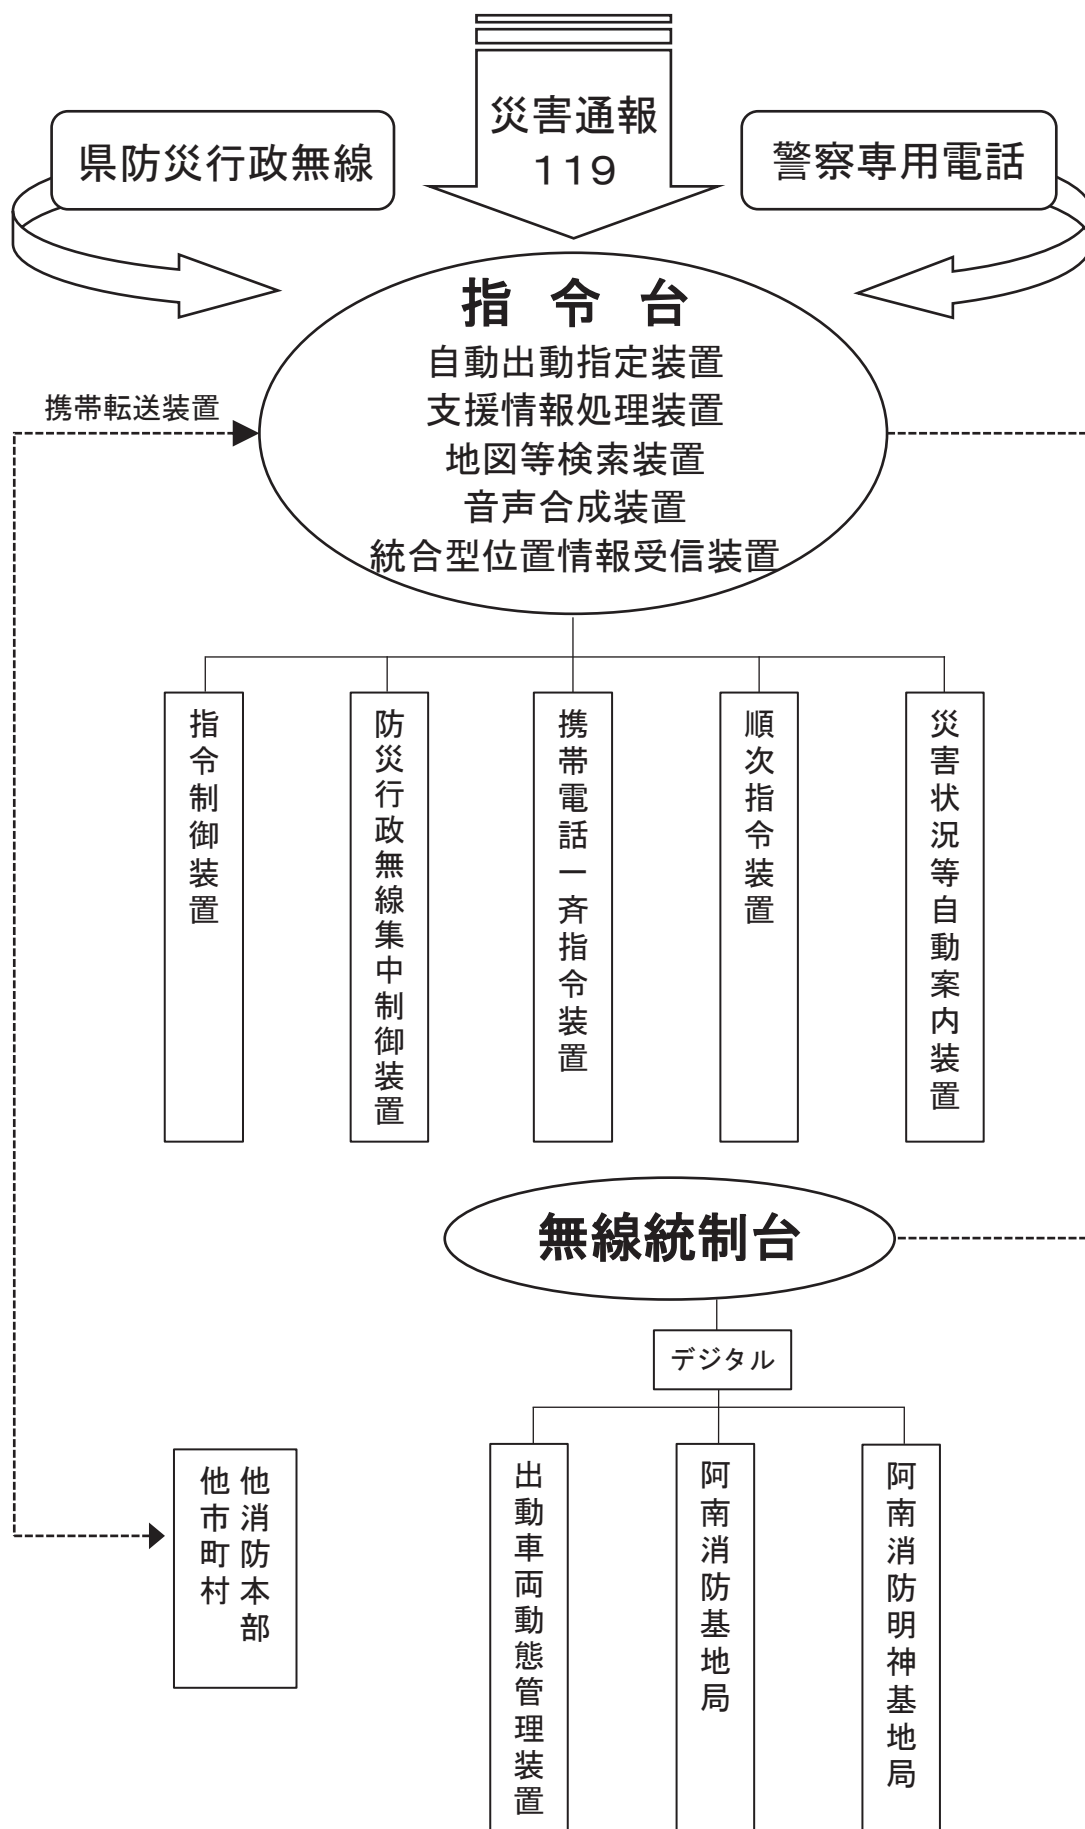 災害通報
119
県防災行政無線
警察専用電話
指令台
自動出動指定装置
支援情報処理装置
地図等検索装置
音声合成装置
統合型位置情報受信装置
携帯転送装置
指令制御装置
防災行政無線集中制御装置
携帯電話一斉指令装置
順次指令装置
災害状況等自動案内装置
無線統制台
デジタル
他消防本部
他市町村
出動車両動態管理装置
阿南消防基地局
阿南消防明神基地局